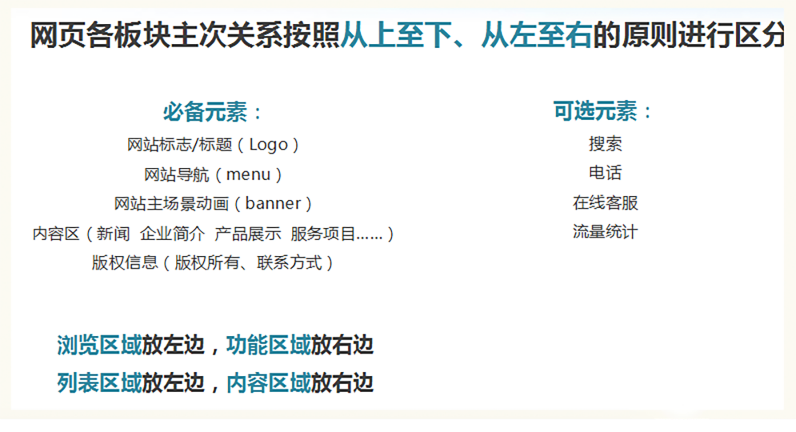 网页各板块主次关系按照从上至下、从左至右的原则进行区分
必备元素：
网站标志/标题（Logo）
网站导航（menu）
网站主场景动画（banner）
内容区（新闻 企业简介 产品展示 服务项目……）
版权信息（版权所有、联系方式）
可选元素：
搜索
电话
在线客服
流量统计
浏览区域放左边，功能区域放右边
列表区域放左边，内容区域放右边